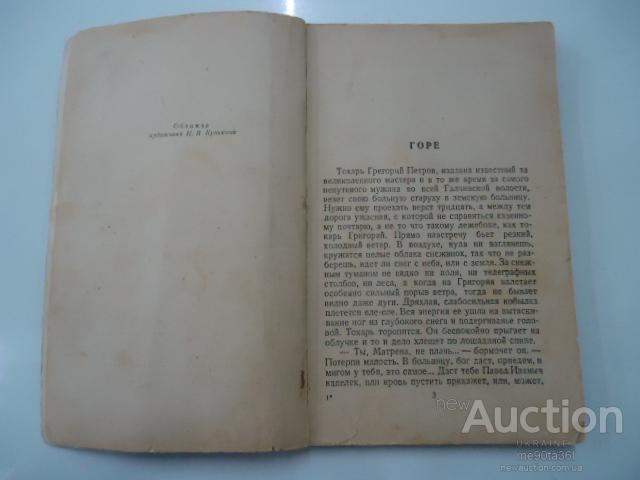 Обложка
художника Н. В. Кузьмина
ГОРЕ
Токарь Григорий Петров, издавна известный за
великолепного мастера и в то же время за самого
непутевого мужика во всей Галчинской волости,
везет свою больную старуху в земскую больницу.
Нужно ему проехать верст тридцать, а между тем
дорога ужасная, с которой не справиться казенно-
му почтарю, а не то что такому лежебоке, как то-
карь Григорий. Прямо навстречу бьет резкий,
холодный ветер. В воздухе, куда ни взглянешь,
кружатся целые облака снежинок, так что не раз-
берешь, идет ли снег с неба, или с земли. За снеж-
ным туманом не видно ни поля, ни телеграфных
столбов, ни леса, а когда на Григория налетает
особенно сильный порыв ветра, тогда не бывает
видно даже дуги. Дряхлая, слабосильная кобылка
плетется еле-еле. Вся энергия ее ушла на вытаски-
вание ног из глубокого снега и подергиванье голо-
вой. Токарь торопится. Он беспокойно прыгает на
облучке и то и дело хлещет по лошадиной спине.
— Ты, Матрена, не плачь... — бормочет он. —
Потерпи малость. В больницу, бог даст, приедем, и
мигом у тебя, это самое... Даст тебе Павел Иваныч
капелек, или кровь пустить прикажет, или, может,
1*
3
new
Auction
UKRAINE
me90ta36l
newauction.com.ua